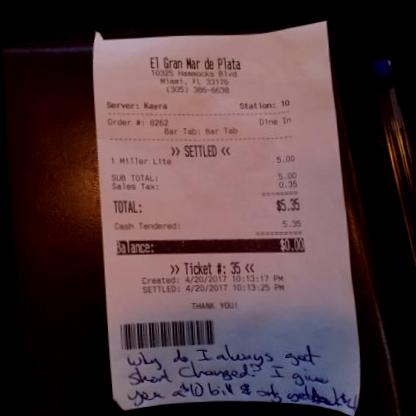 El Gran Mar de Plata
10325 Hammocks Blvd
Miami, FL 33176
(305) 386-6638
Server: Kayra Station: 10
Order #: 6262 Dine In
Bar Tab: Bar Tab
>> SETTLED <<
1 Miller Lite 5.00
SUB TOTAL: 5.00
Sales Tax: 0.35
TOTAL: $5.35
Cash Tendered: 5.35
Balance: $0.00
>> Ticket #: 35 <<
Created: 4/20/2017 10:13:17 PM
SETTLED: 4/20/2017 10:13:25 PM
THANK YOU!
Why do I always get
Short Changed? I give
you a $10 bill & only